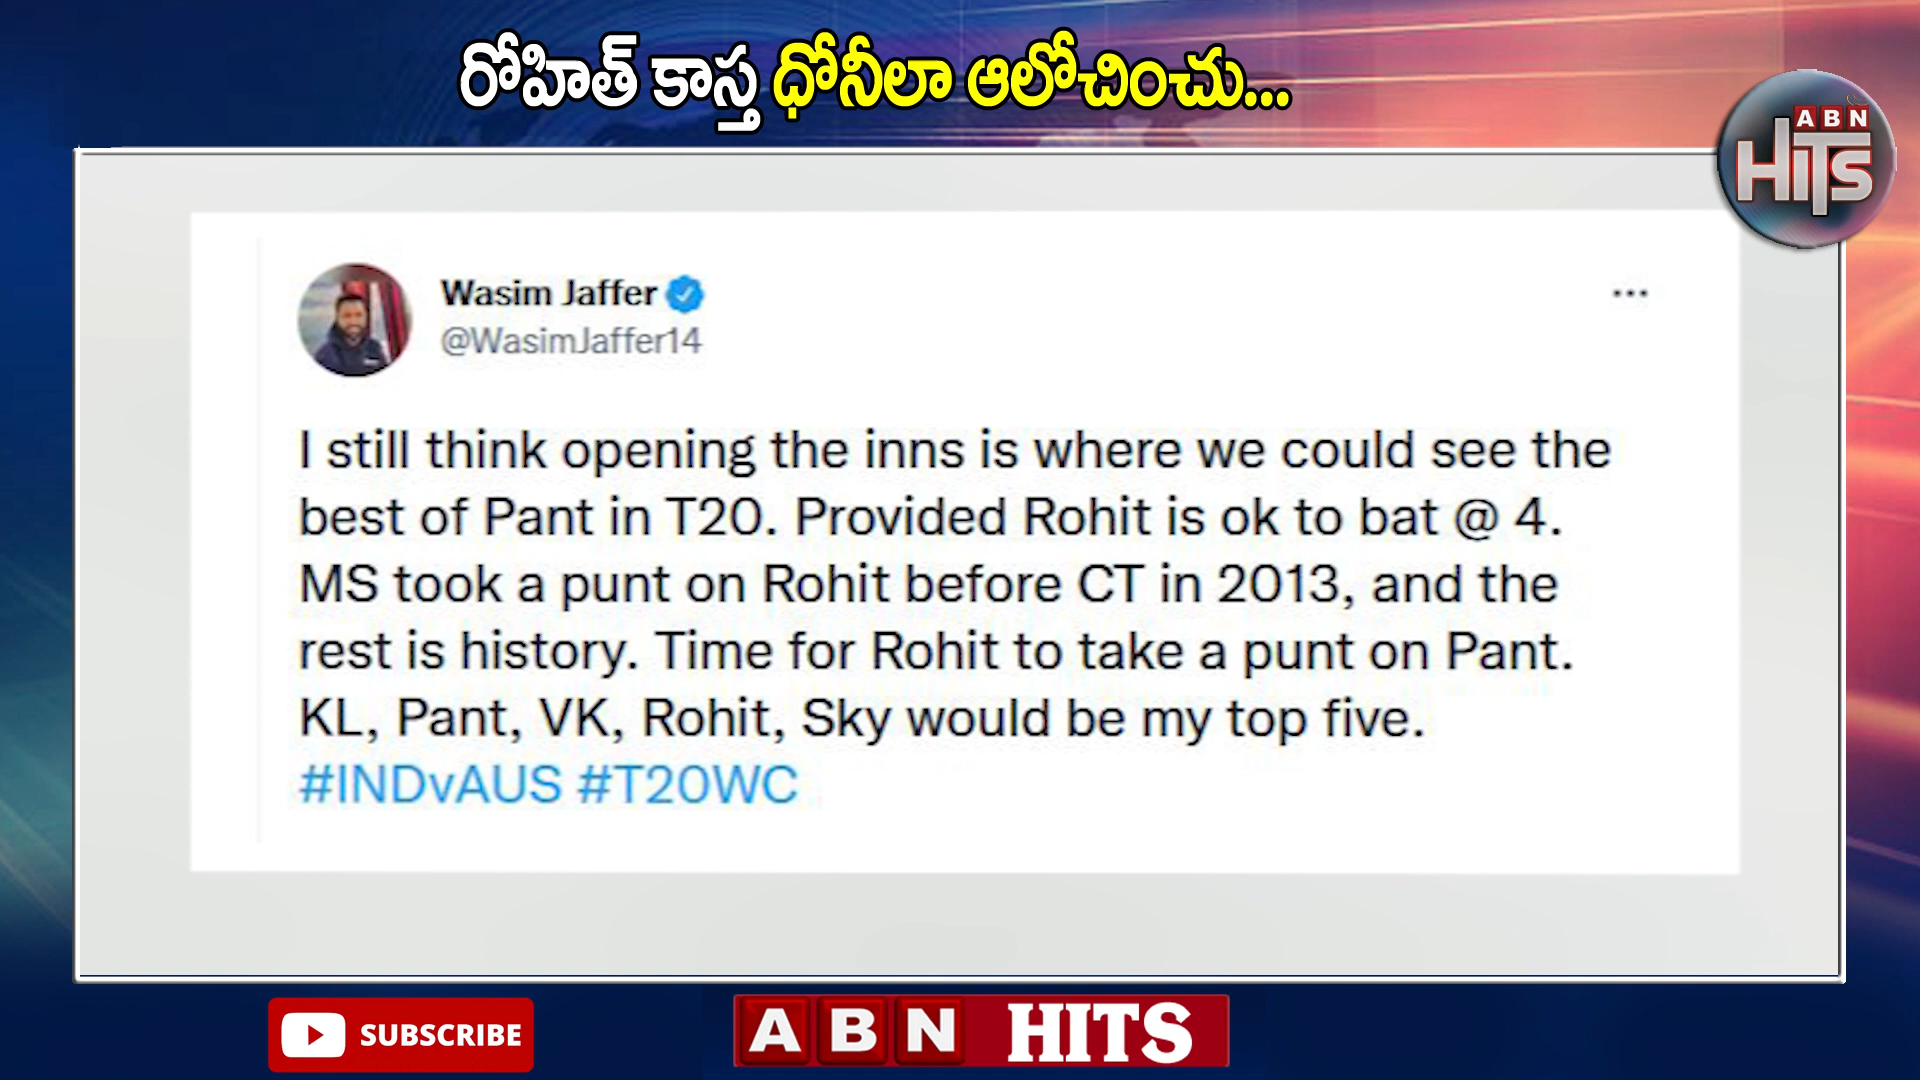 రోహిత్ కాస్త ధోనీలా ఆలోచించు...
ABN
HITS
Wasim Jaffer
@WasimJaffer14
I still think opening the inns is where we could see the
best of Pant in T20. Provided Rohit is ok to bat @ 4.
MS took a punt on Rohit before CT in 2013, and the
rest is history. Time for Rohit to take a punt on Pant.
KL, Pant, VK, Rohit, Sky would be my top five.
#INDvAUS #T20WC
SUBSCRIBE
ABN HITS